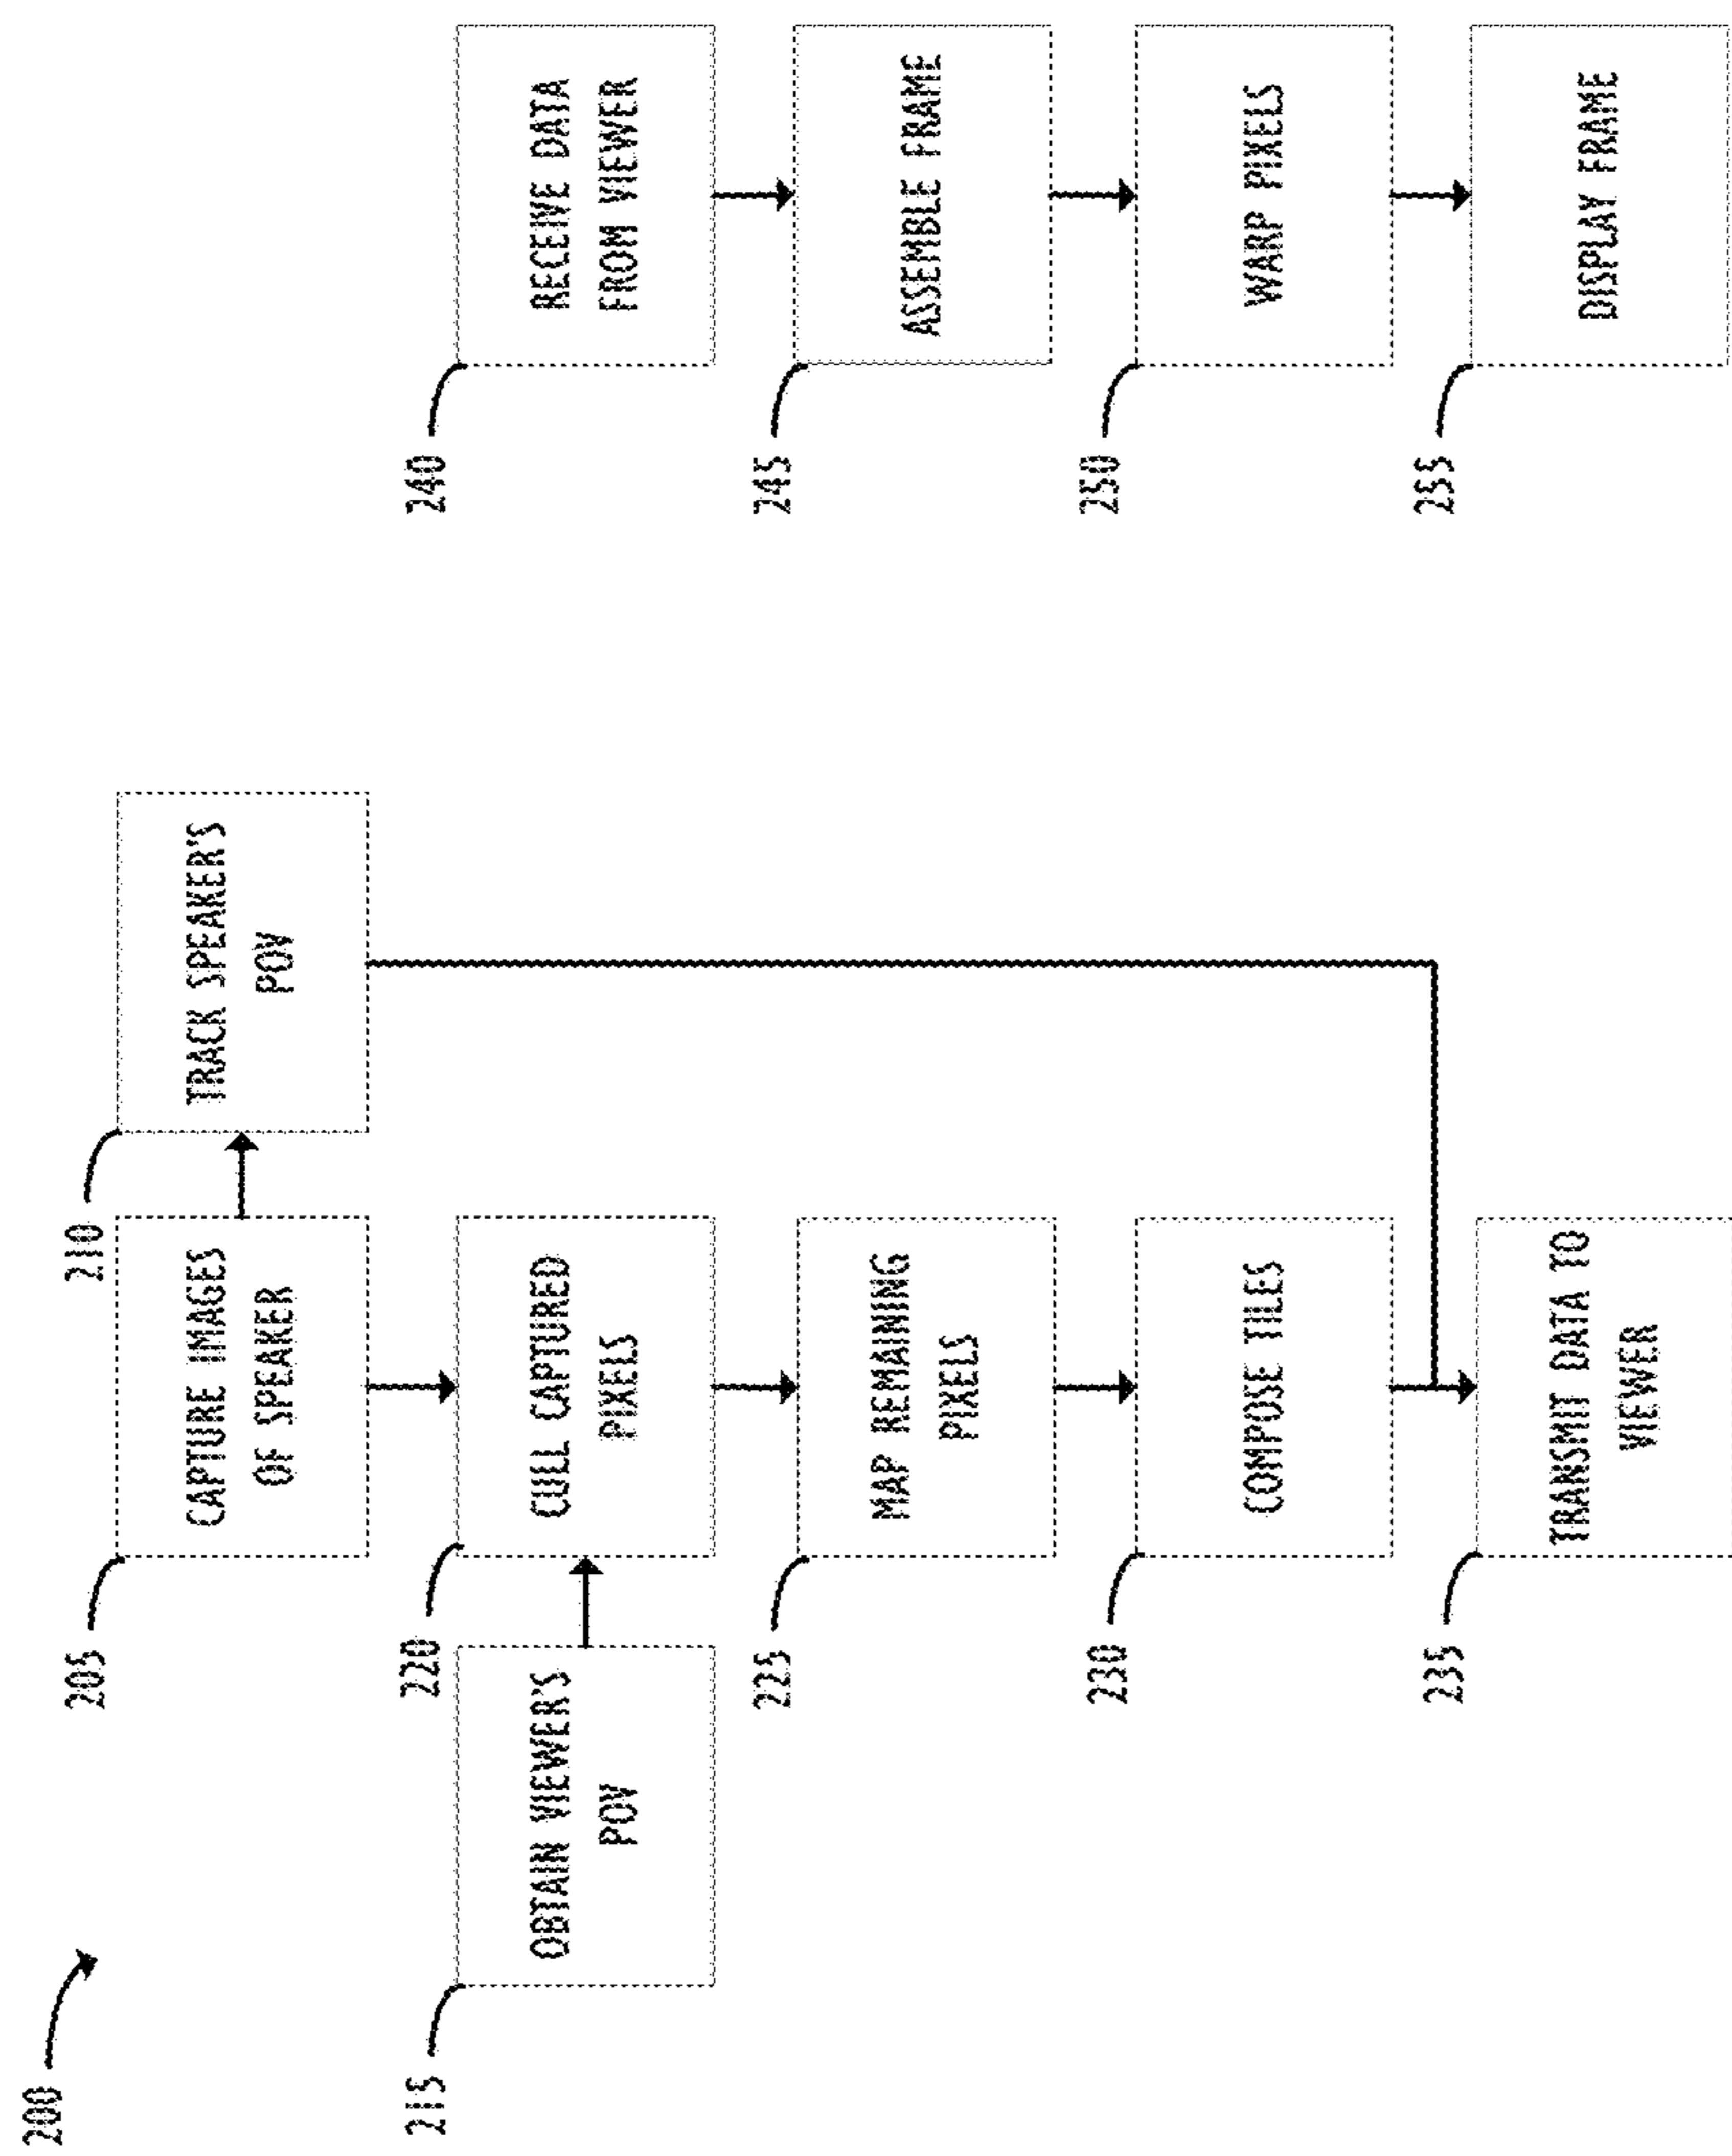 200
205
CAPTURE IMAGES
OF SPEAKER
210
TRACK SPEAKER'S
POV
215
OBTAIN VIEWER'S
POV
220
CULL CAPTURED
PIXELS
225
MAP REMAINING
PIXELS
230
COMPOSE TILES
235
TRANSMIT DATA TO
VIEWER
240
RECEIVE DATA
FROM VIEWER
245
ASSEMBLE FRAME
250
WARP PIXELS
255
DISPLAY FRAME